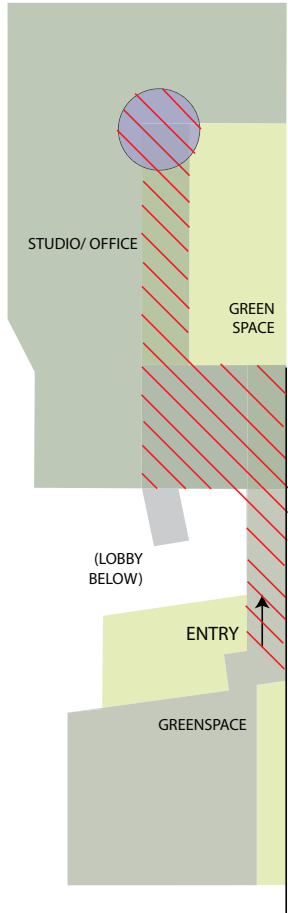 STUDIO/ OFFICE
GREEN
SPACE
(LOBBY
BELOW)
ENTRY
GREENSPACE